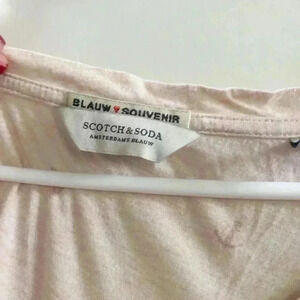 BLAUW SOUVENIR
SCOTCH & SODA
AMSTERDAMS BLAUW